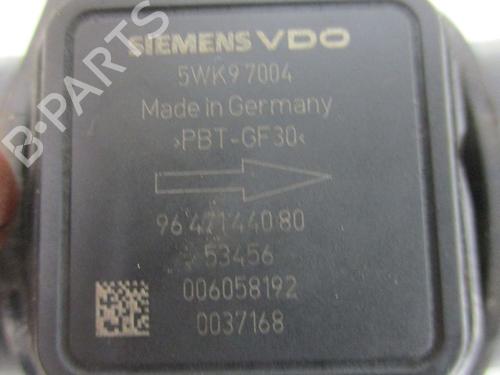 SIEMENS VDO
5WK9 7004
Made in Germany
>PBT-GF30<
96 471 440 80
53456
006058192
0037168
B-Parts